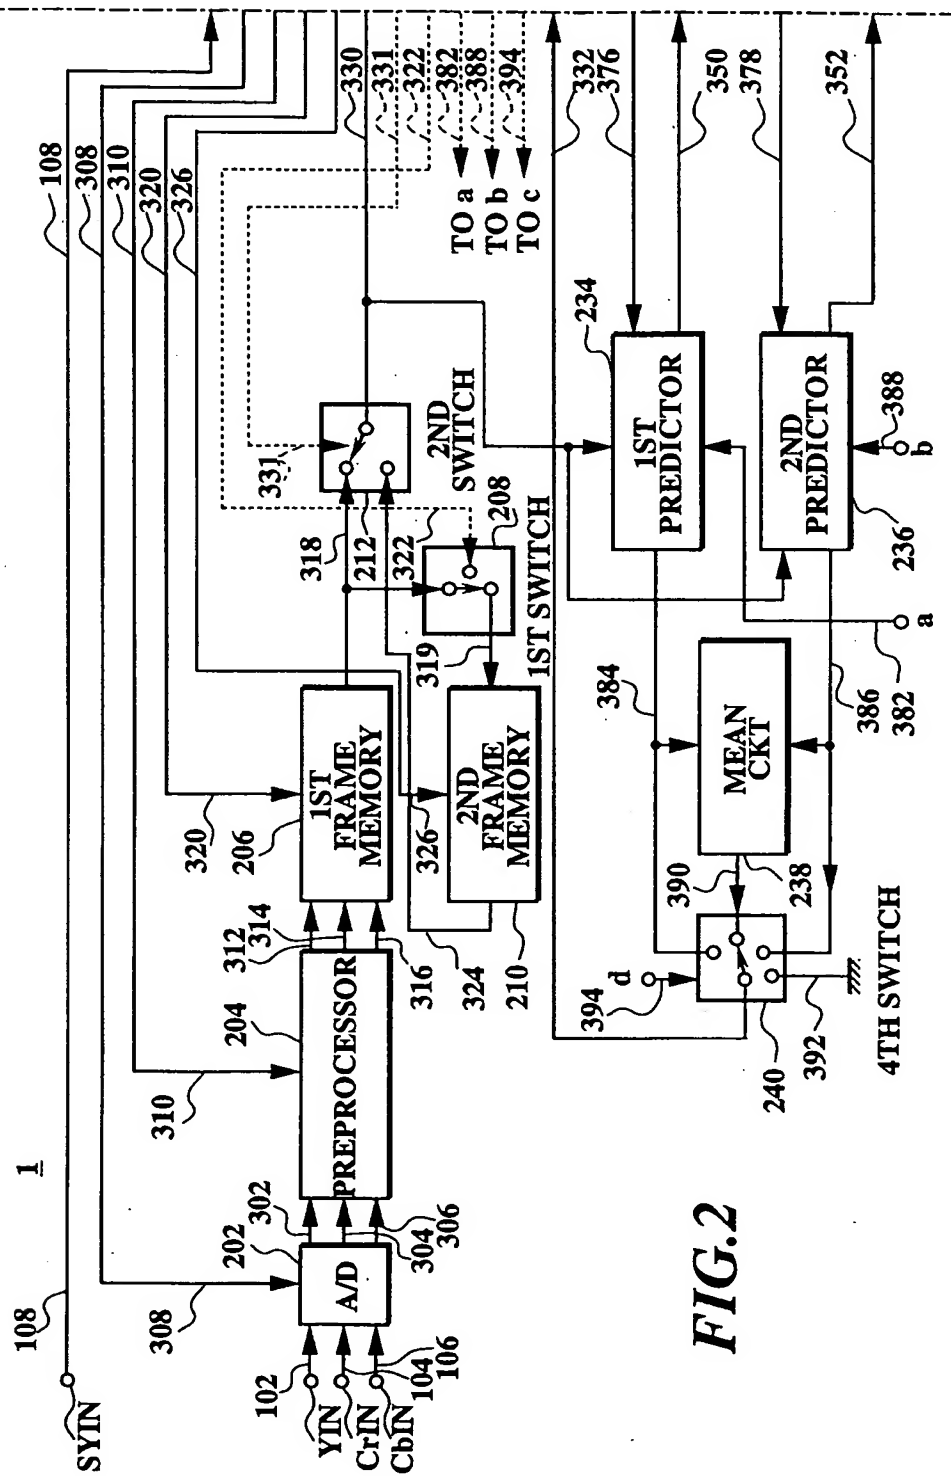 1
108
308
310
320
326
330
331
322
382
388
394
332
376
350
378
352
TO a
TO b
TO c
SYIN
108
308
310
320
YIN
CrIN
CbIN
102
104
106
202
A/D
302
304
306
204
PREPROCESSOR
312
314
316
206
1ST
FRAME
MEMORY
318
331
212
2ND
SWITCH
322
208
1ST SWITCH
319
326
2ND
FRAME
MEMORY
324
210
234
1ST
PREDICTOR
2ND
PREDICTOR
388
b
236
a
382
386
384
MEAN
CKT
238
390
d
394
240
392
4TH SWITCH
FIG.2